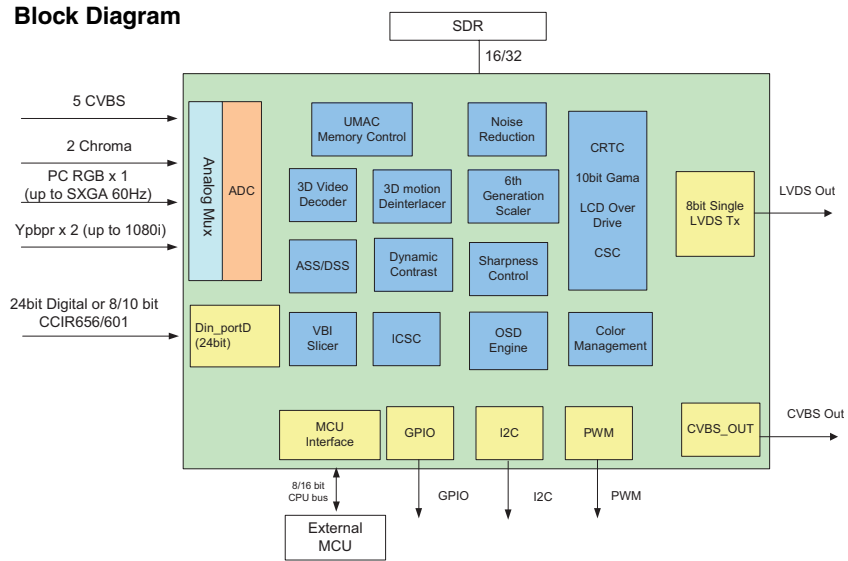 Block Diagram
SDR
16/32
5 CVBS
2 Chroma
PC RGB x 1
(up to SXGA 60Hz)
Ypbpr x 2 (up to 1080i)
24bit Digital or 8/10 bit
CCIR656/601
Analog Mux
ADC
Din_portD
(24bit)
UMAC
Memory Control
Noise
Reduction
3D Video
Decoder
3D motion
Deinterlacer
6th
Generation
Scaler
CRTC
10bit Gama
LCD Over
Drive
CSC
8bit Single
LVDS Tx
LVDS Out
ASS/DSS
Dynamic
Contrast
Sharpness
Control
VBI
Slicer
ICSC
OSD
Engine
Color
Management
MCU
Interface
GPIO
I2C
PWM
CVBS_OUT
CVBS Out
8/16 bit
CPU bus
GPIO
I2C
PWM
External
MCU